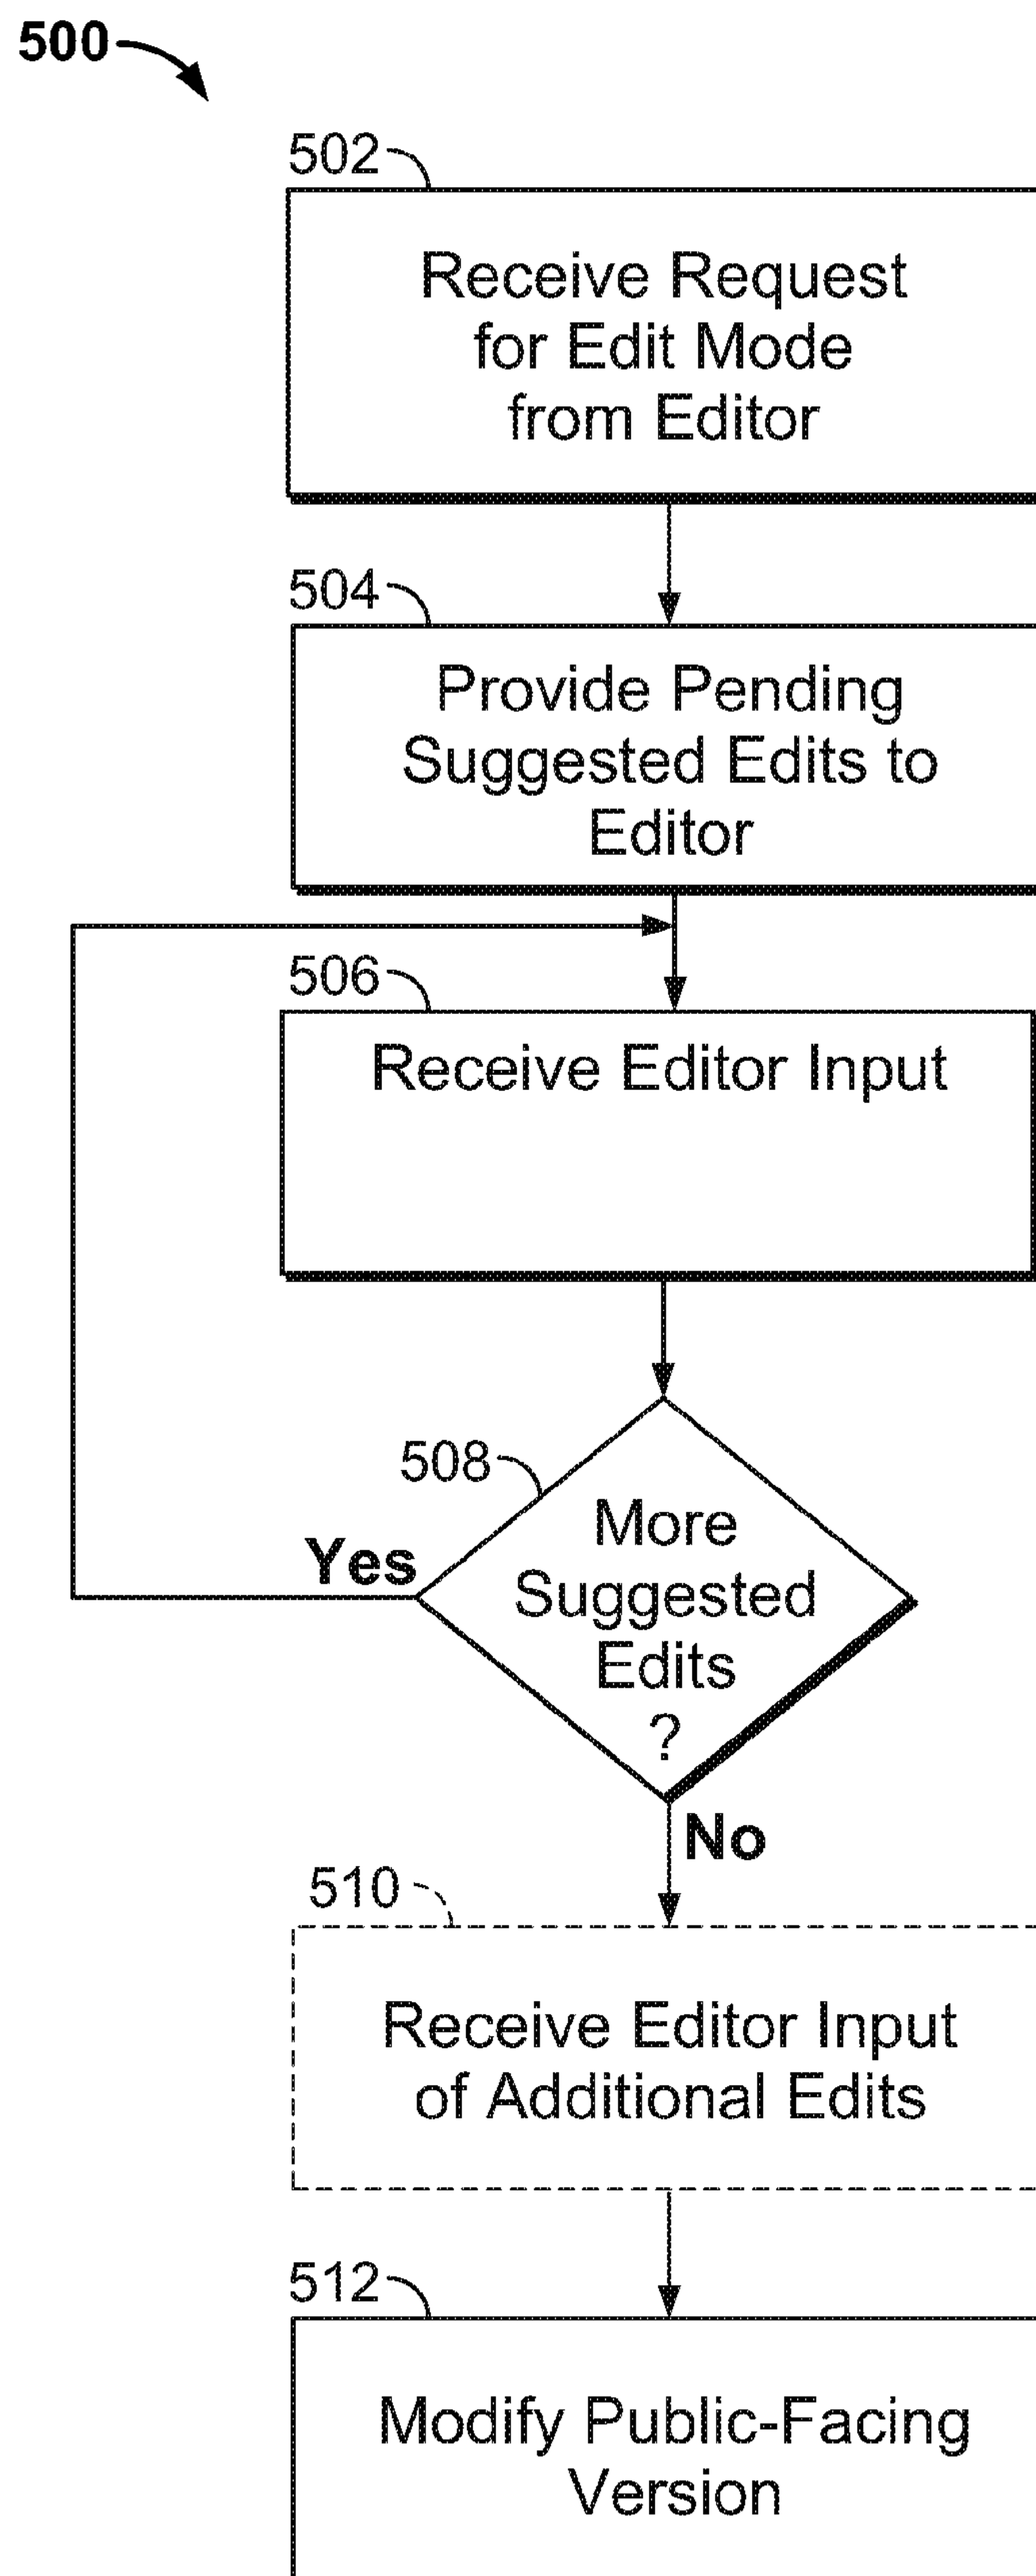 500
502
Receive Request
for Edit Mode
from Editor
504
Provide Pending
Suggested Edits to
Editor
506
Receive Editor Input
508
More
Suggested
Edits
?
Yes
No
510
Receive Editor Input
of Additional Edits
512
Modify Public-Facing
Version